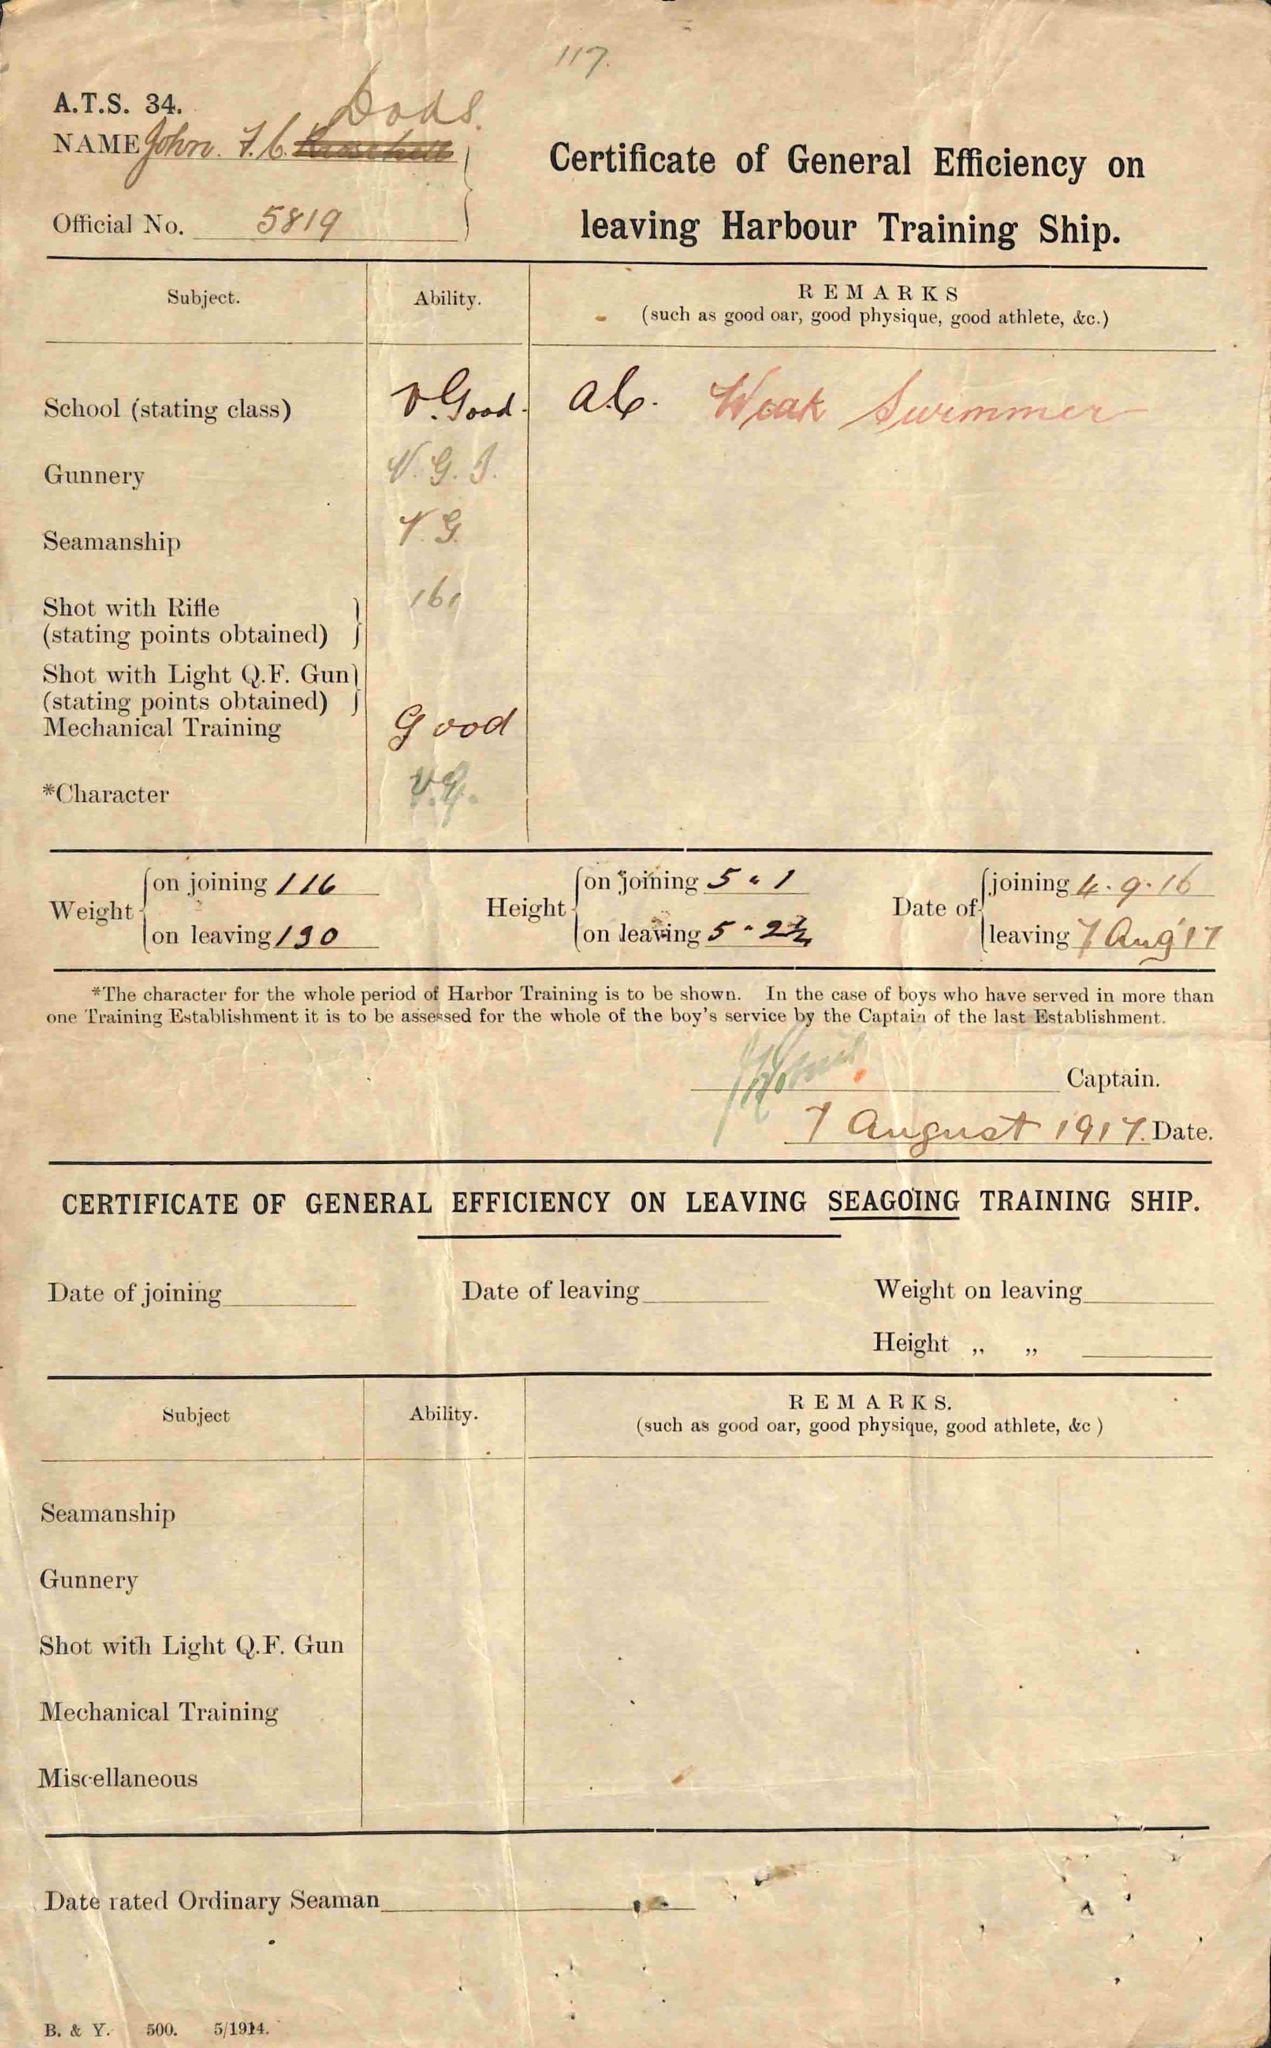 117.
A.T.S. 34.
Dods.
NAME John. F. C.
Certificate of General Efficiency on
Official No. 5819
leaving Harbour Training Ship.
Subject. Ability. REMARKS
(such as good oar, good physique, good athlete, &c.)
School (stating class) V. Good. Weak Swimmer
Gunnery V. G. I.
Seamanship V. G.
Shot with Rifle 161
(stating points obtained)
Shot with Light Q.F. Gun
(stating points obtained)
Mechanical Training Good
*Character V.G.
Weight on joining 116 Height on joining 5 " 1 Date of joining 4. 9. 16
on leaving 130 on leaving 5 - 2½ leaving 7 Aug '17
*The character for the whole period of Harbor Training is to be shown. In the case of boys who have served in more than
one Training Establishment it is to be assessed for the whole of the boy's service by the Captain of the last Establishment.
Captain.
7 August 1917. Date.
CERTIFICATE OF GENERAL EFFICIENCY ON LEAVING SEAGOING TRAINING SHIP.
Date of joining Date of leaving Weight on leaving
Height „ „
Subject Ability. REMARKS.
(such as good oar, good physique, good athlete, &c )
Seamanship
Gunnery
Shot with Light Q.F. Gun
Mechanical Training
Miscellaneous
Date rated Ordinary Seaman
B. & Y. 500. 5/1914.